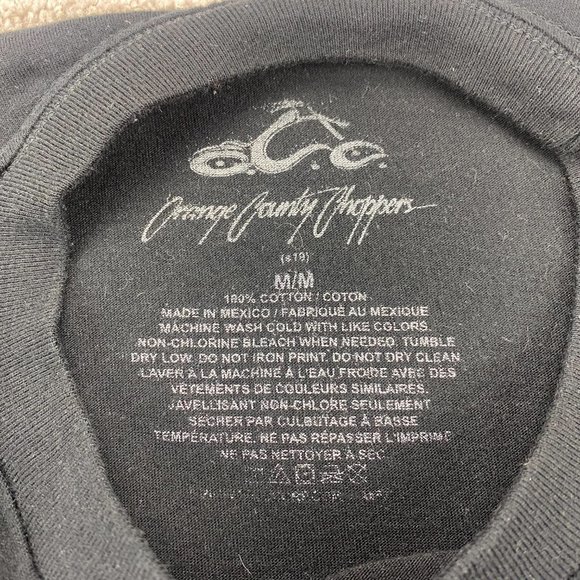 O.C.C.
Orange County Choppers
(#19)
M/M
100% COTTON / COTON
MADE IN MEXICO / FABRIQUÉ AU MEXIQUE
MACHINE WASH COLD WITH LIKE COLORS.
NON-CHLORINE BLEACH WHEN NEEDED. TUMBLE
DRY LOW. DO NOT IRON PRINT. DO NOT DRY CLEAN
LAVER À LA MACHINE À L'EAU FROIDE AVEC DES
VÊTEMENTS DE COULEURS SIMILAIRES.
JAVELLISANT NON-CHLORE SEULEMENT
SÉCHER PAR CULBUTAGE À BASSE
TEMPÉRATURE. NE PAS REPASSER L'IMPRIMÉ
NE PAS NETTOYER À SEC